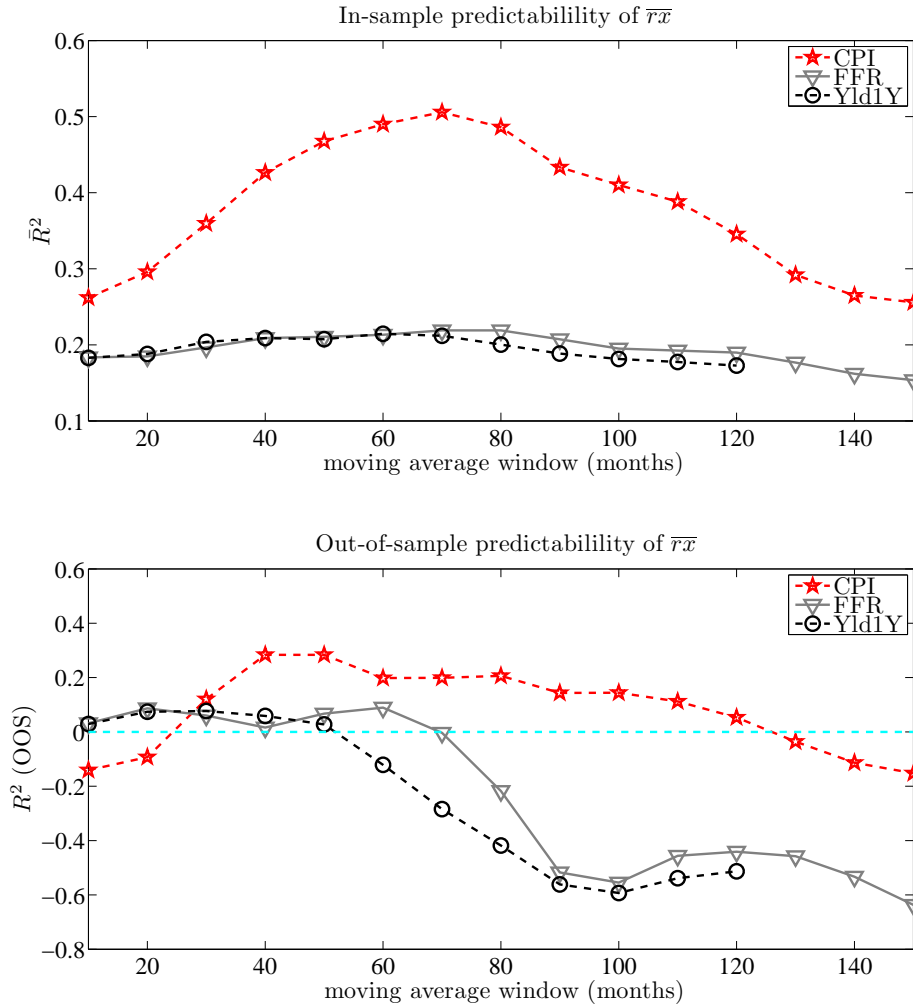 In-sample predictabilility of \overline{rx}
0.6
0.5
0.4
0.3
0.2
0.1
\bar{R}^2
CPI
FFR
Yld1Y
20 40 60 80 100 120 140
moving average window (months)
Out-of-sample predictabilility of \overline{rx}
0.6
0.4
0.2
0
−0.2
−0.4
−0.6
−0.8
R^2 (OOS)
CPI
FFR
Yld1Y
20 40 60 80 100 120 140
moving average window (months)